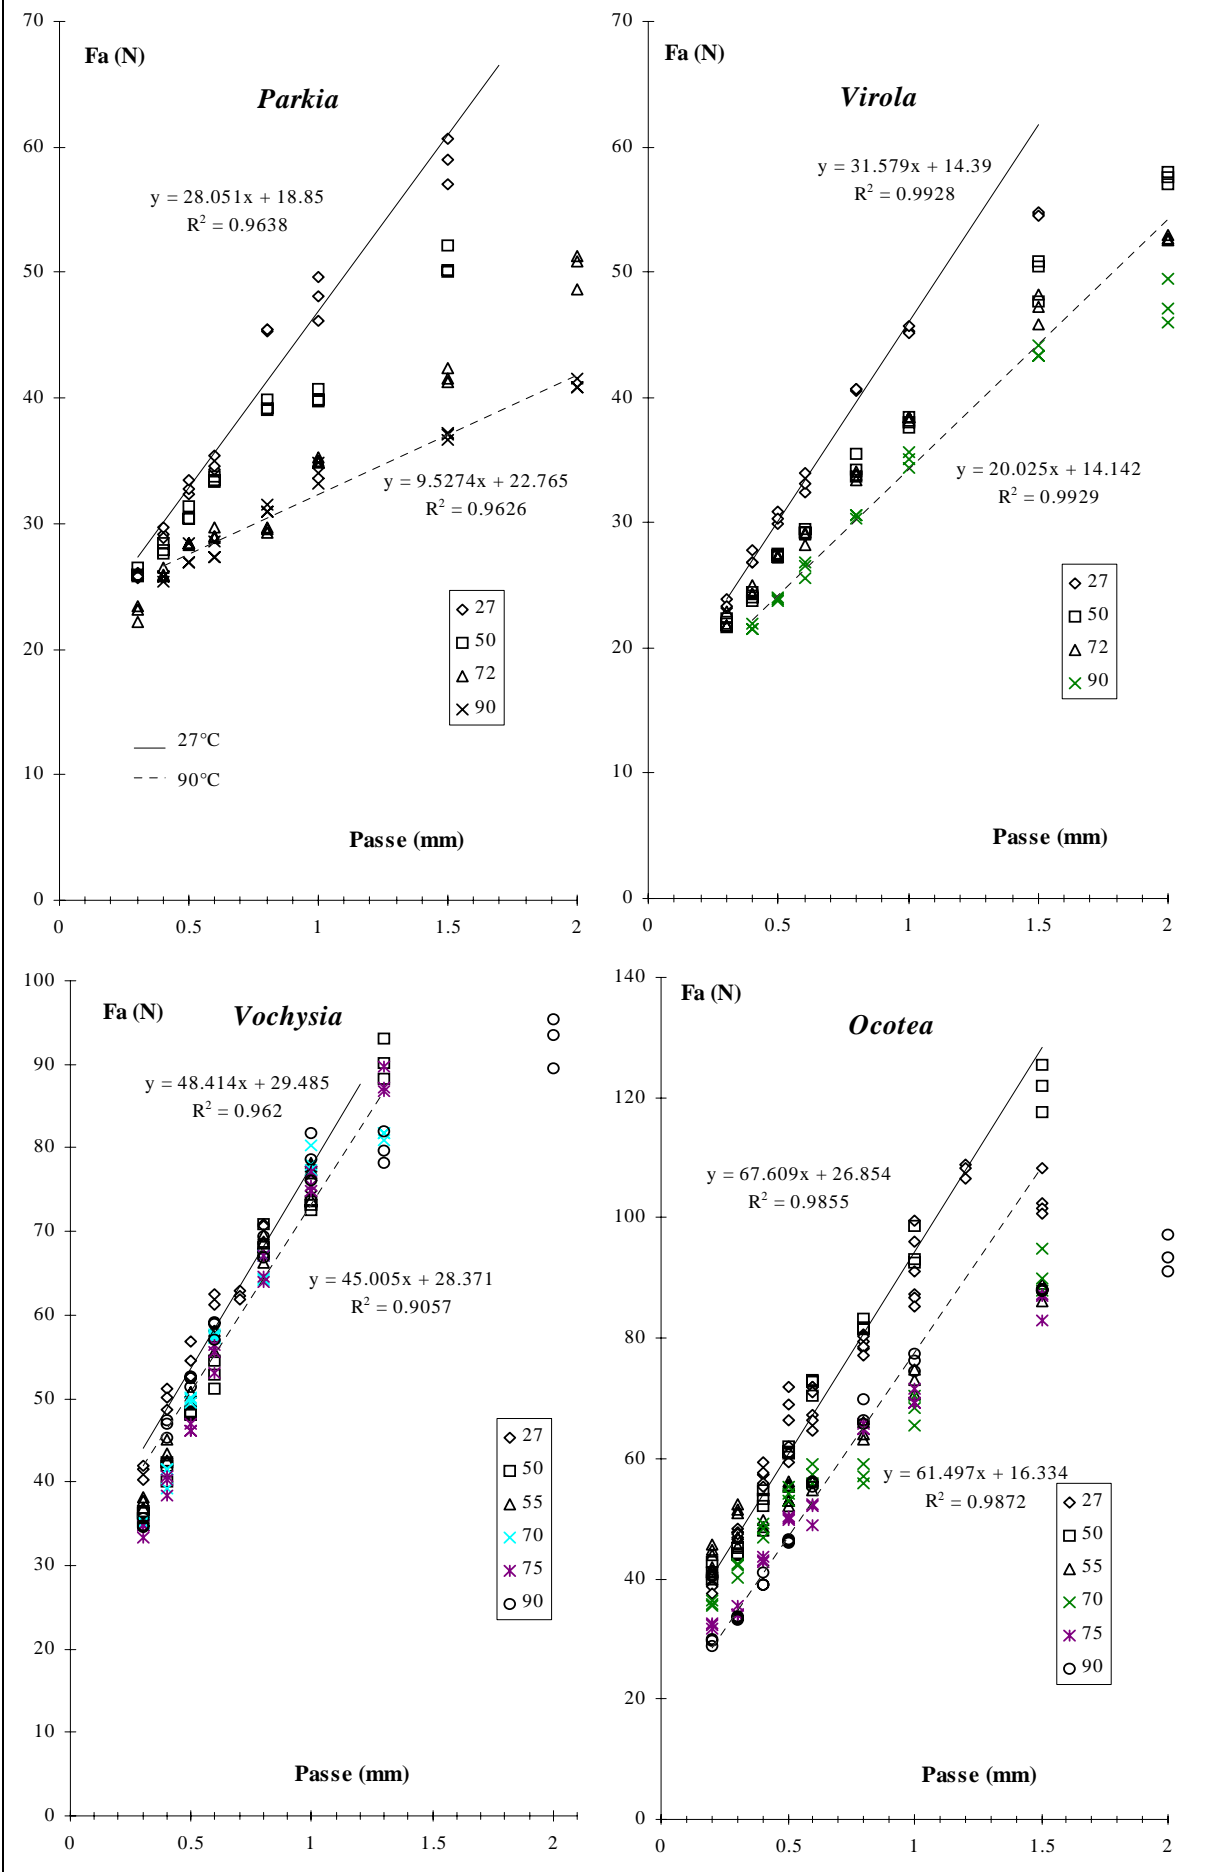 Parkia
Fa (N)
70
60
50
40
30
20
10
0
y = 28.051x + 18.85
R² = 0.9638
y = 9.5274x + 22.765
R² = 0.9626
27
50
72
90
27°C
90°C
Passe (mm)
0 0.5 1 1.5 2
Virola
Fa (N)
70
60
50
40
30
20
10
0
y = 31.579x + 14.39
R² = 0.9928
y = 20.025x + 14.142
R² = 0.9929
27
50
72
90
Passe (mm)
0 0.5 1 1.5 2
Vochysia
Fa (N)
100
90
80
70
60
50
40
30
20
10
0
y = 48.414x + 29.485
R² = 0.962
y = 45.005x + 28.371
R² = 0.9057
27
50
55
70
75
90
Passe (mm)
0 0.5 1 1.5 2
Ocotea
Fa (N)
140
120
100
80
60
40
20
0
y = 67.609x + 26.854
R² = 0.9855
y = 61.497x + 16.334
R² = 0.9872
27
50
55
70
75
90
Passe (mm)
0 0.5 1 1.5 2